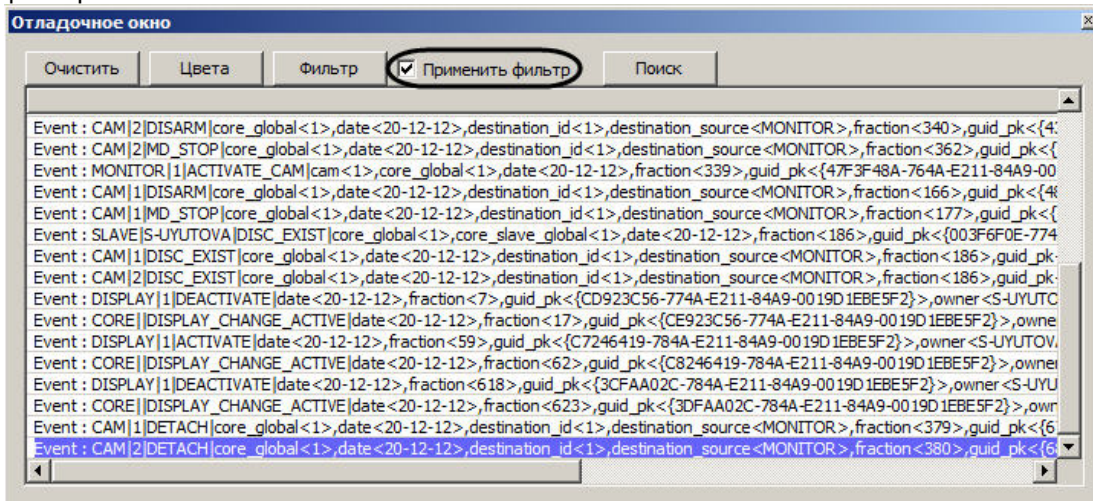 Отладочное окно
Очистить Цвета Фильтр Применить фильтр Поиск
Event : CAM|2|DISARM|core_global<1>,date<20-12-12>,destination_id<1>,destination_source<MONITOR>,fraction<340>,guid_pk<{4
Event : CAM|2|MD_STOP|core_global<1>,date<20-12-12>,destination_id<1>,destination_source<MONITOR>,fraction<362>,guid_pk<{
Event : MONITOR|1|ACTIVATE_CAM|cam<1>,core_global<1>,date<20-12-12>,fraction<339>,guid_pk<{47F3F48A-764A-E211-84A9-00
Event : CAM|1|DISARM|core_global<1>,date<20-12-12>,destination_id<1>,destination_source<MONITOR>,fraction<166>,guid_pk<{48
Event : CAM|1|MD_STOP|core_global<1>,date<20-12-12>,destination_id<1>,destination_source<MONITOR>,fraction<177>,guid_pk<{
Event : SLAVE|S-UYUTOVA|DISC_EXIST|core_global<1>,core_slave_global<1>,date<20-12-12>,fraction<186>,guid_pk<{003F6F0E-774
Event : CAM|1|DISC_EXIST|core_global<1>,date<20-12-12>,destination_id<1>,destination_source<MONITOR>,fraction<186>,guid_pk
Event : CAM|2|DISC_EXIST|core_global<1>,date<20-12-12>,destination_id<1>,destination_source<MONITOR>,fraction<186>,guid_pk
Event : DISPLAY|1|DEACTIVATE|date<20-12-12>,fraction<7>,guid_pk<{CD923C56-774A-E211-84A9-0019D1EBE5F2}>,owner<S-UYUTO
Event : CORE||DISPLAY_CHANGE_ACTIVE|date<20-12-12>,fraction<17>,guid_pk<{CE923C56-774A-E211-84A9-0019D1EBE5F2}>,owne
Event : DISPLAY|1|ACTIVATE|date<20-12-12>,fraction<59>,guid_pk<{C7246419-784A-E211-84A9-0019D1EBE5F2}>,owner<S-UYUTOV
Event : CORE||DISPLAY_CHANGE_ACTIVE|date<20-12-12>,fraction<62>,guid_pk<{C8246419-784A-E211-84A9-0019D1EBE5F2}>,owner
Event : DISPLAY|1|DEACTIVATE|date<20-12-12>,fraction<618>,guid_pk<{3CFAA02C-784A-E211-84A9-0019D1EBE5F2}>,owner<S-UYU
Event : CORE||DISPLAY_CHANGE_ACTIVE|date<20-12-12>,fraction<623>,guid_pk<{3DFAA02C-784A-E211-84A9-0019D1EBE5F2}>,own
Event : CAM|1|DETACH|core_global<1>,date<20-12-12>,destination_id<1>,destination_source<MONITOR>,fraction<379>,guid_pk<{6
Event : CAM|2|DETACH|core_global<1>,date<20-12-12>,destination_id<1>,destination_source<MONITOR>,fraction<380>,guid_pk<{6